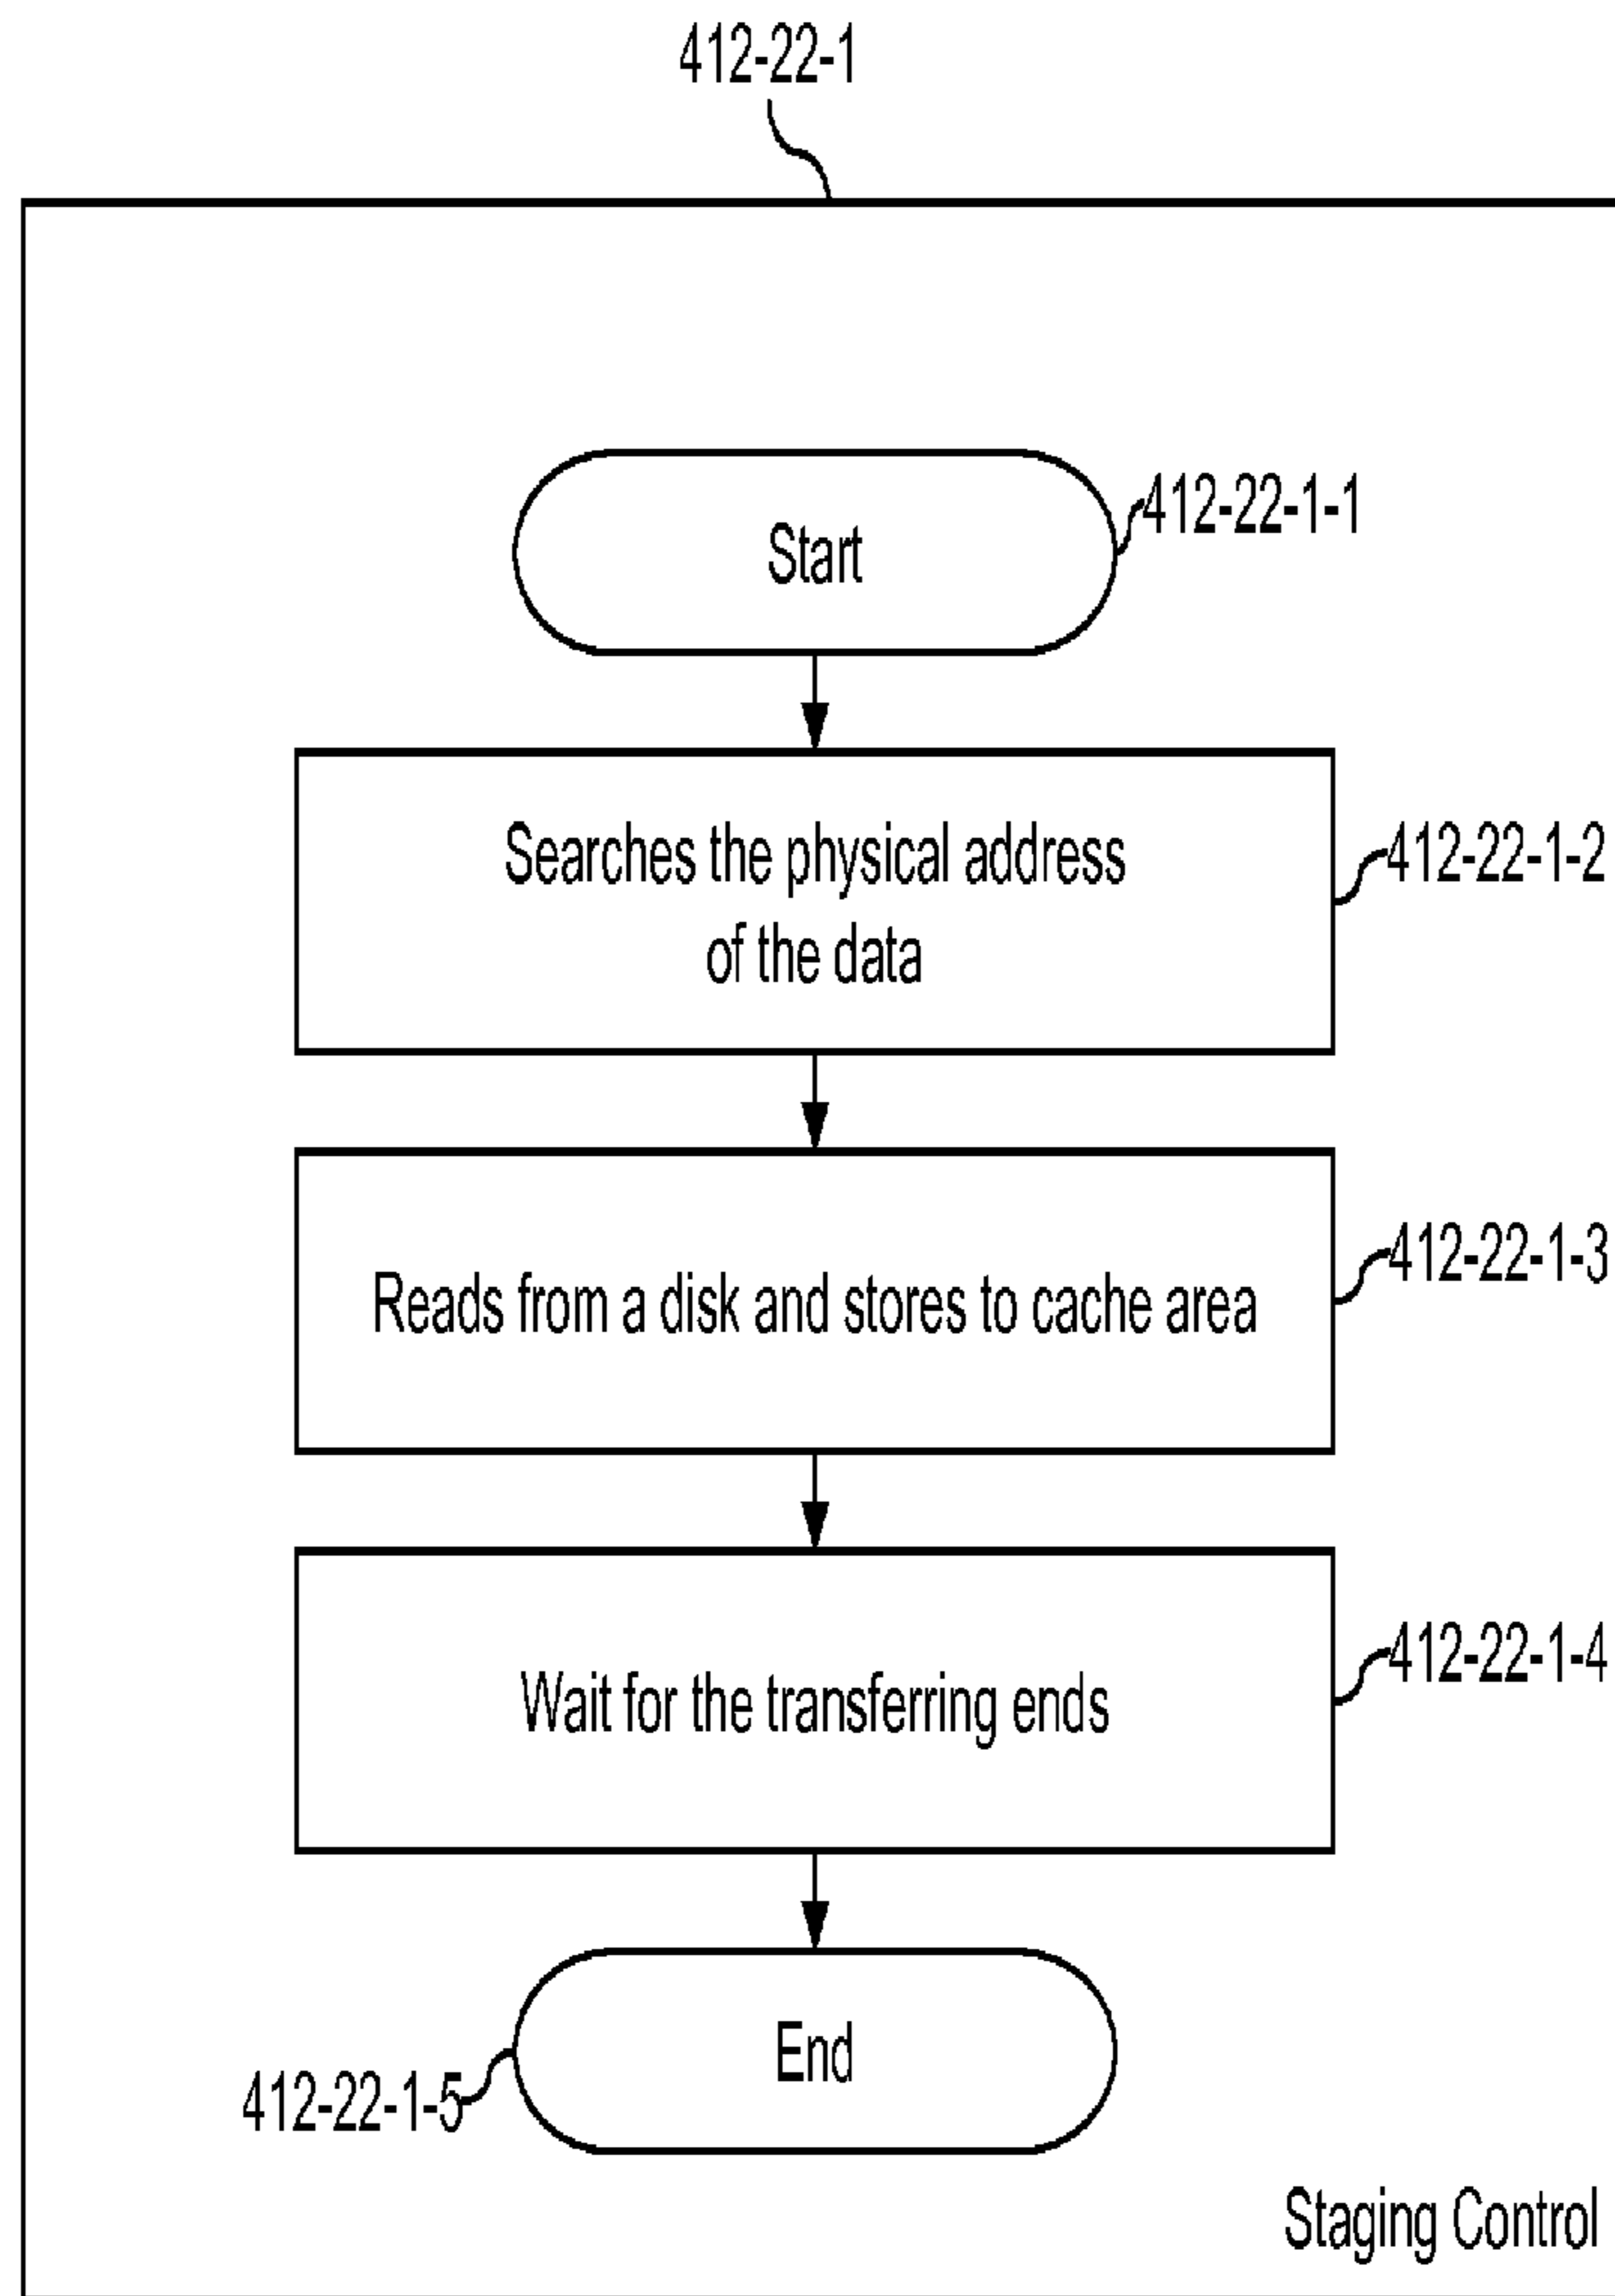 412-22-1
Start
412-22-1-1
Searches the physical address
of the data
412-22-1-2
Reads from a disk and stores to cache area
412-22-1-3
Wait for the transferring ends
412-22-1-4
End
412-22-1-5
Staging Control